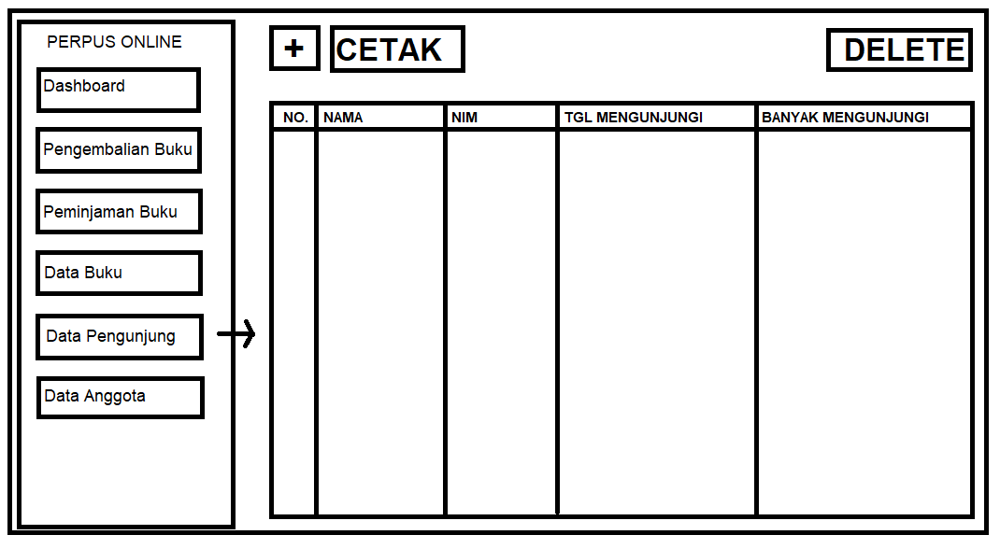 PERPUS ONLINE
Dashboard
Pengembalian Buku
Peminjaman Buku
Data Buku
Data Pengunjung
Data Anggota
+ CETAK DELETE
NO. NAMA NIM TGL MENGUNJUNGI BANYAK MENGUNJUNGI